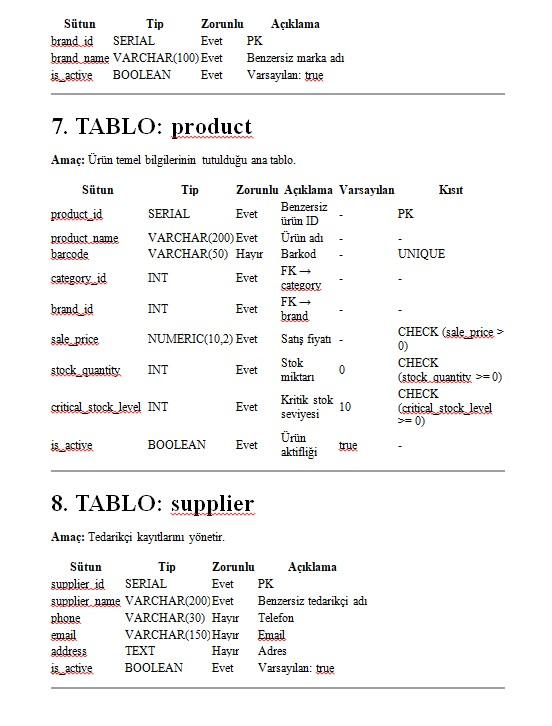 Sütun Tip Zorunlu Açıklama
brand_id SERIAL Evet PK
brand_name VARCHAR(100) Evet Benzersiz marka adı
is_active BOOLEAN Evet Varsayılan: true
7. TABLO: product
Amaç: Ürün temel bilgilerinin tutulduğu ana tablo.
Sütun Tip Zorunlu Açıklama Varsayılan Kısıt
product_id SERIAL Evet Benzersiz ürün ID - PK
product_name VARCHAR(200) Evet Ürün adı - -
barcode VARCHAR(50) Hayır Barkod - UNIQUE
category_id INT Evet FK → category - -
brand_id INT Evet FK → brand - -
sale_price NUMERIC(10,2) Evet Satış fiyatı - CHECK (sale_price > 0)
stock_quantity INT Evet Stok miktarı 0 CHECK (stock_quantity >= 0)
critical_stock_level INT Evet Kritik stok seviyesi 10 CHECK (critical_stock_level >= 0)
is_active BOOLEAN Evet Ürün aktifliği true -
8. TABLO: supplier
Amaç: Tedarikçi kayıtlarını yönetir.
Sütun Tip Zorunlu Açıklama
supplier_id SERIAL Evet PK
supplier_name VARCHAR(200) Evet Benzersiz tedarikçi adı
phone VARCHAR(30) Hayır Telefon
email VARCHAR(150) Hayır Email
address TEXT Hayır Adres
is_active BOOLEAN Evet Varsayılan: true